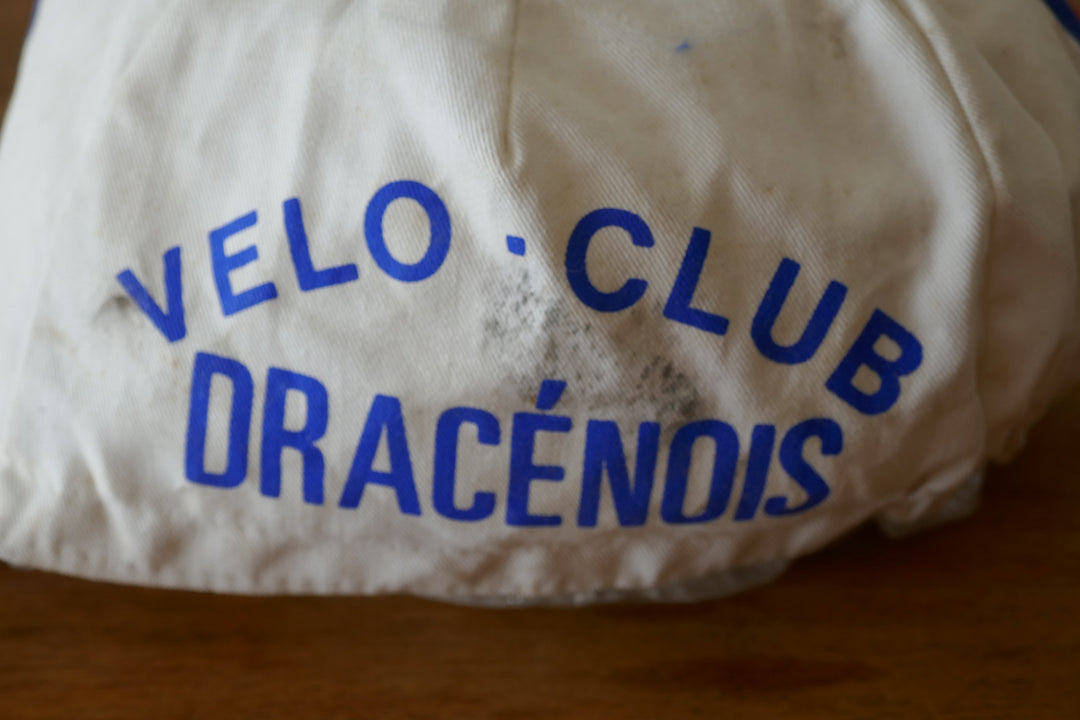 VELO · CLUB
DRACÉNOIS